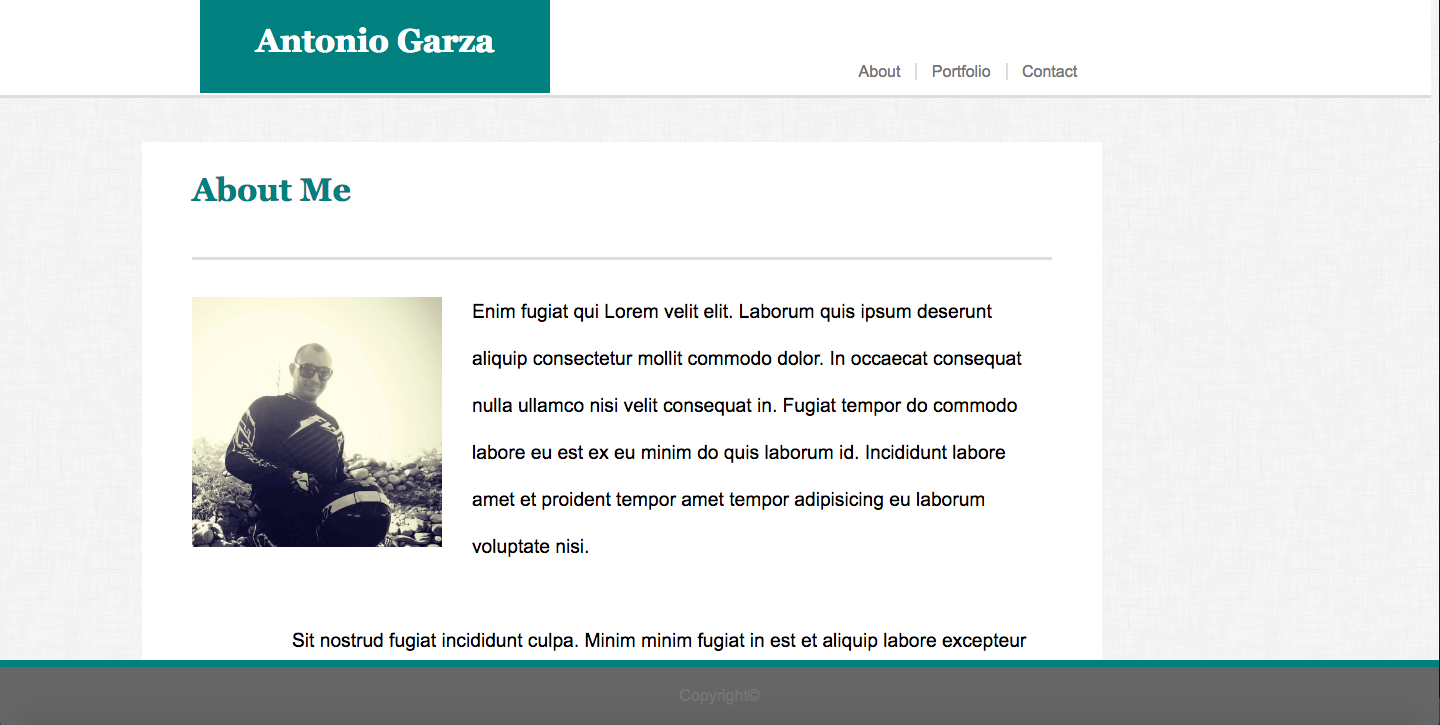 Antonio Garza
About
Portfolio
Contact
About Me
Enim fugiat qui Lorem velit elit. Laborum quis ipsum deserunt
aliquip consectetur mollit commodo dolor. In occaecat consequat
nulla ullamco nisi velit consequat in. Fugiat tempor do commodo
labore eu est ex eu minim do quis laborum id. Incididunt labore
amet et proident tempor amet tempor adipisicing eu laborum
voluptate nisi.
Sit nostrud fugiat incididunt culpa. Minim minim fugiat in est et aliquip labore excepteur
Copyright©